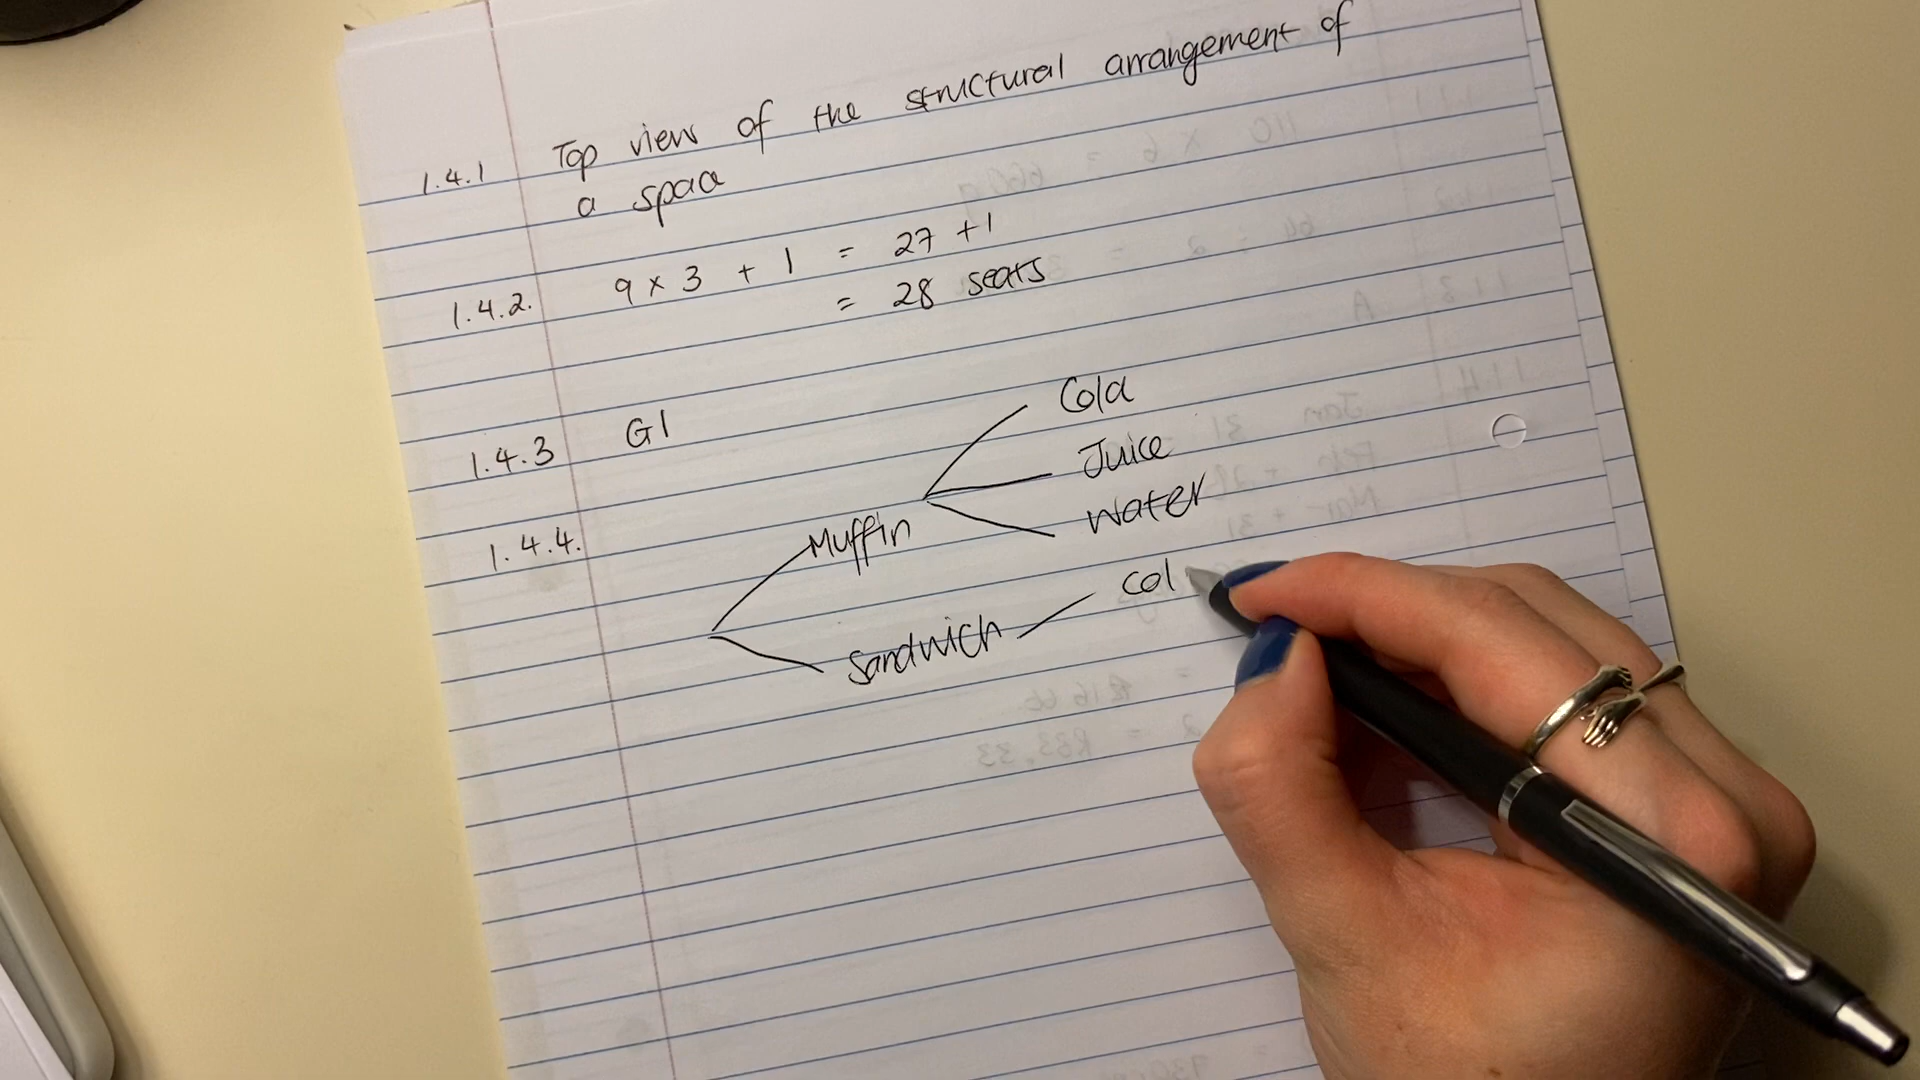 1.4.1 Top view of the structural arrangement of
a space
1.4.2. 9 x 3 + 1 = 27 + 1
= 28 seats
1.4.3 G1
Cola
Juice
1.4.4. Muffin Water
Sandwich Col